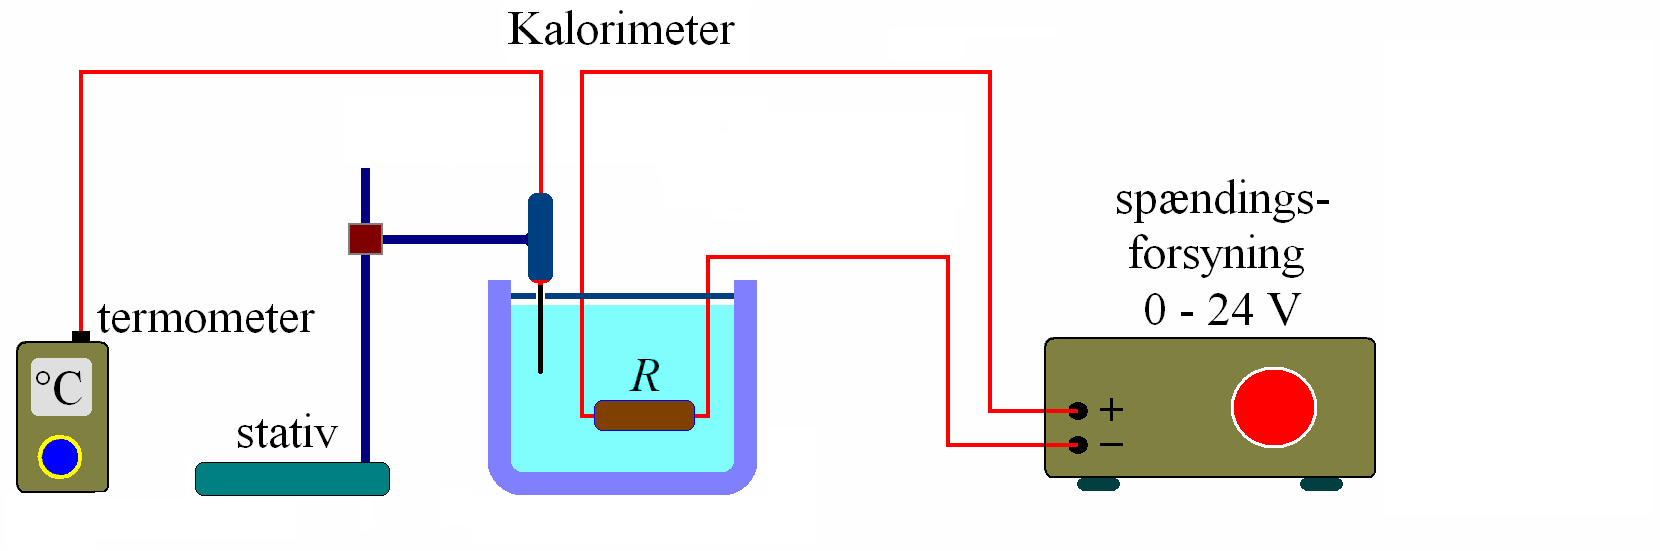 Kalorimeter
termometer
°C
stativ
R
spændings-
forsyning
0 - 24 V
+
−